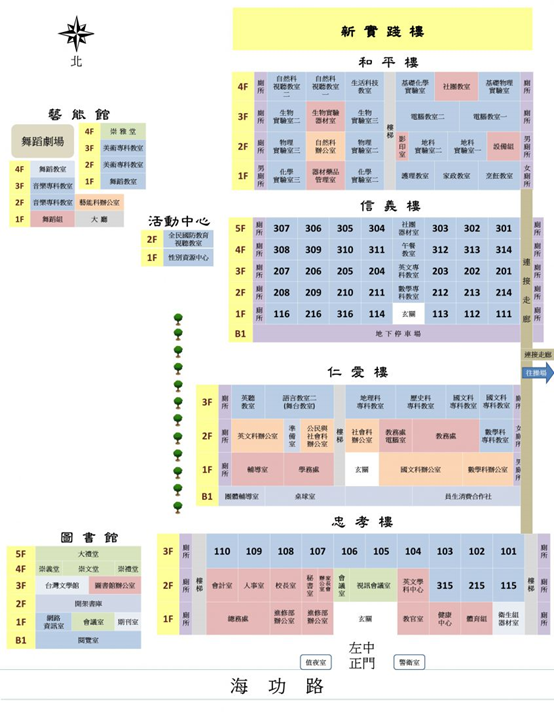 新實踐樓
北
和平樓
4F 廁所 自然科視聽教室二 自然科視聽教室一 生活科技教室 基礎化學實驗室 社團教室 基礎物理實驗室 廁所
3F 廁所 生物實驗室二 生物實驗器材室 生物實驗室三 電腦教室二 電腦教室一 廁所
樓梯
2F 廁所 物理實驗室三 自然科辦公室 物理實驗室二 影印室 地科實驗室二 地科實驗室一 設備組 男廁所
1F 男廁所 化學實驗室三 器材藥品管理室 化學實驗室二 護理教室 家政教室 烹飪教室 女廁所
藝能館
舞蹈劇場
4F 崇雅堂
3F 美術專科教室
2F 美術專科教室
1F 舞蹈教室
4F 舞蹈教室
3F 音樂專科教室
2F 音樂專科教室 藝能科辦公室
1F 舞蹈組 大廳
活動中心
2F 全民國防教育視聽教室
1F 性別資源中心
信義樓
5F 廁所 307 306 305 304 社團器材室 303 302 301 廁所
4F 廁所 308 309 310 311 午餐教室 312 313 314 廁所
3F 廁所 207 206 205 204 英文專科教室 203 202 201 廁所
2F 廁所 208 209 210 211 數學專科教室 212 213 214 廁所
1F 廁所 116 216 316 114 玄關 113 112 111 廁所
B1 地下停車場
連接走廊
連接走廊
往操場
仁愛樓
3F 廁所 英聽教室 語言教室二(舞台教室) 地理科專科教室 歷史科專科教室 國文科專科教室 國文科專科教室
2F 廁所 英文科辦公室 準備室 公民與社會科辦公室 樓梯 社會科辦公室 教務處電腦室 教務處 數學科專科教室 女廁所
1F 廁所 輔導室 學務處 玄關 國文科辦公室 數學科辦公室 男廁所
B1 團體輔導室 桌球室 員生消費合作社
忠孝樓
3F 廁所 110 109 108 107 106 105 104 103 102 101 廁所
2F 廁所 樓梯 會計室 人事室 校長室 秘書室 家長會辦公室 會議室 視訊會議室 英文學科中心 315 215 115 樓梯 廁所
1F 廁所 總務處 進修部辦公室 進修部辦公室 玄關 教官室 健康中心 體育組 衛生組器材室 廁所
圖書館
5F 大禮堂
4F 崇義堂 崇文堂 崇禮堂
3F 台灣文學館 圖書館辦公室
2F 開架書庫
1F 網路資訊室 會議室 期刊室
B1 閱覽室
左中正門
值夜室
警衛室
海功路